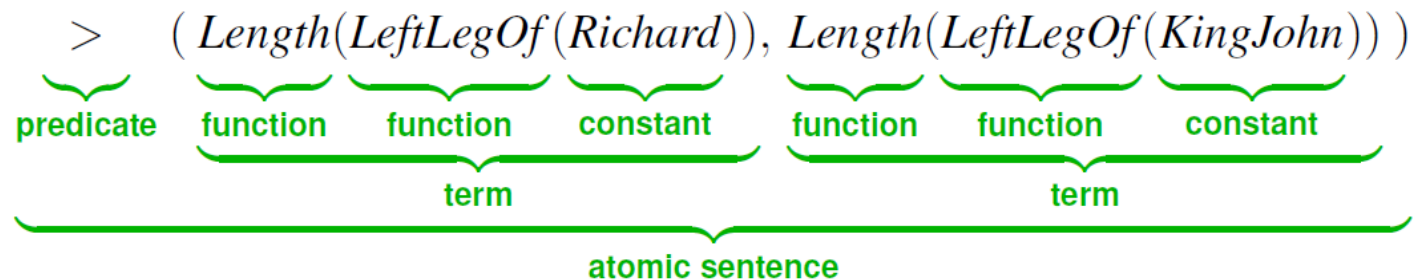 > ( Length(LeftLegOf(Richard)), Length(LeftLegOf(KingJohn)) )
predicate function function constant function function constant
term term
atomic sentence